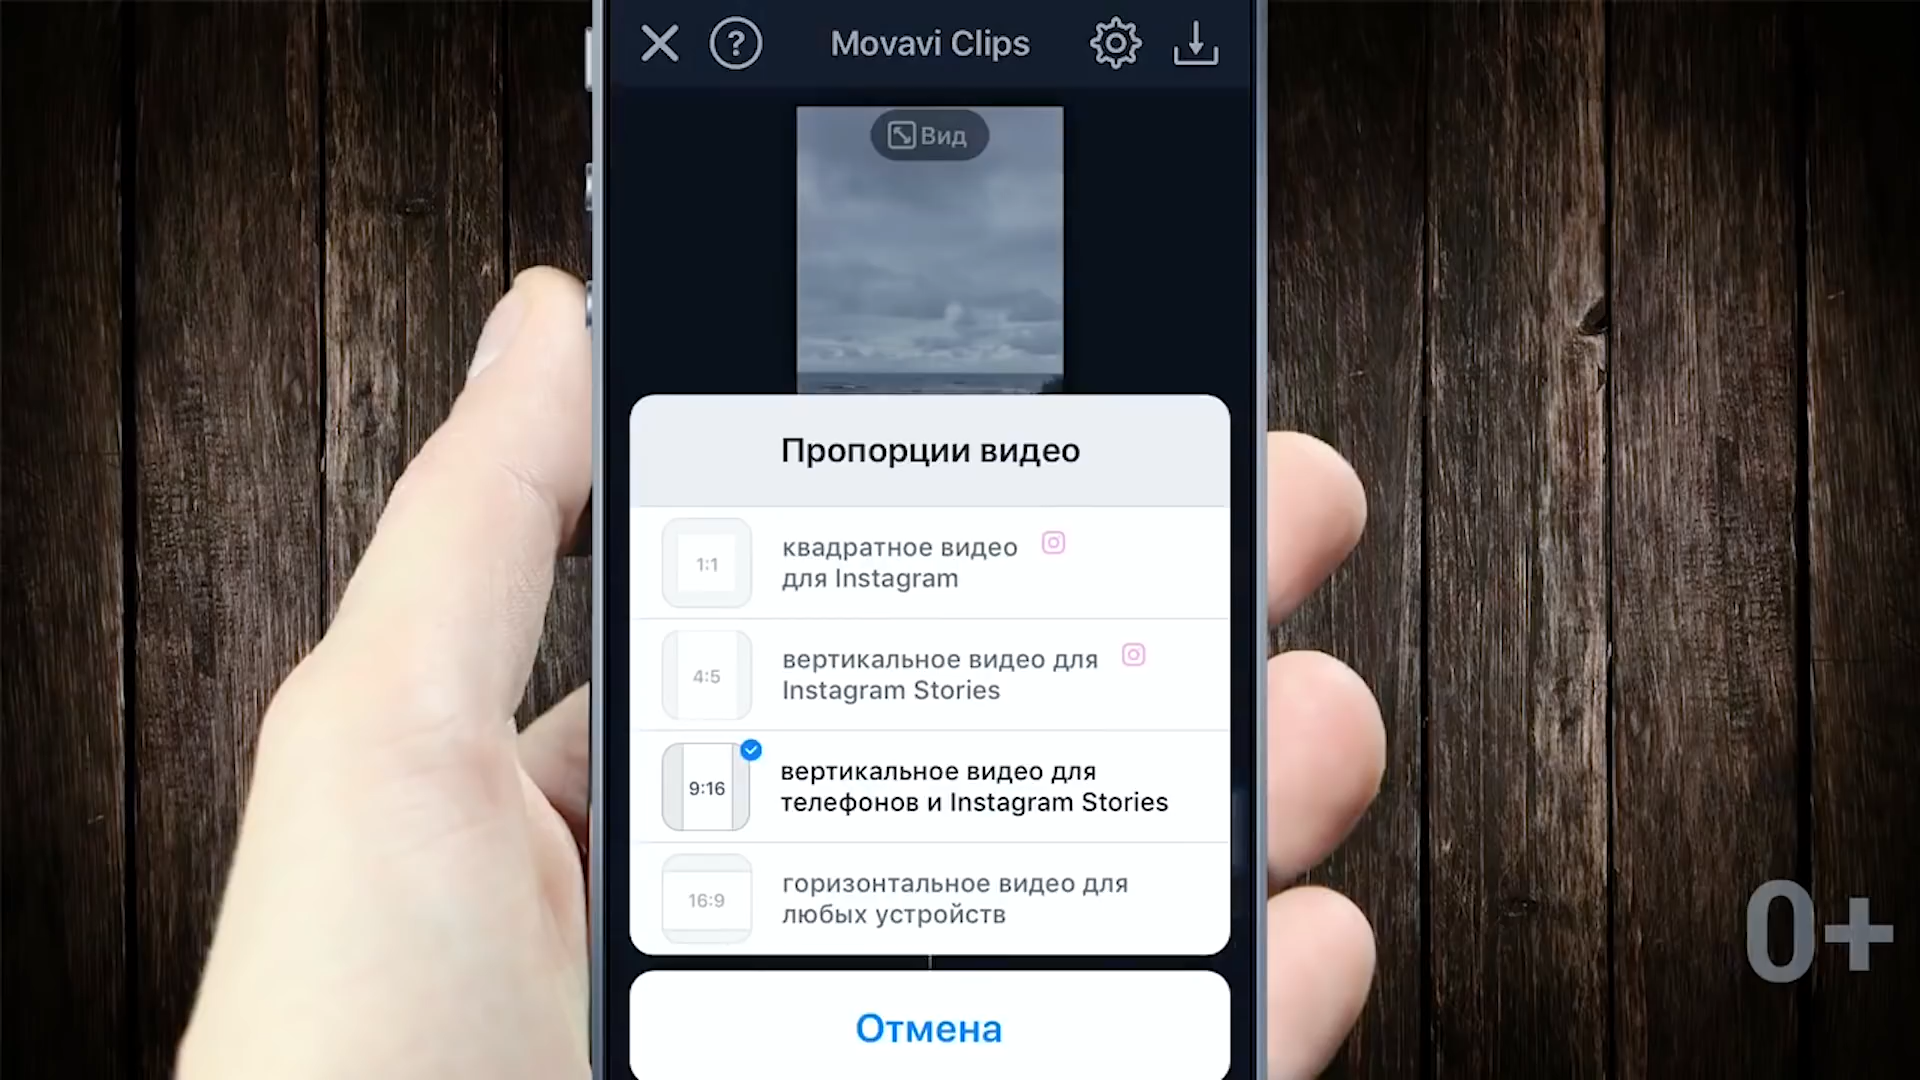 Movavi Clips
Вид
Пропорции видео
1:1
квадратное видео
для Instagram
4:5
вертикальное видео для
Instagram Stories
9:16
вертикальное видео для
телефонов и Instagram Stories
16:9
горизонтальное видео для
любых устройств
0+
Отмена